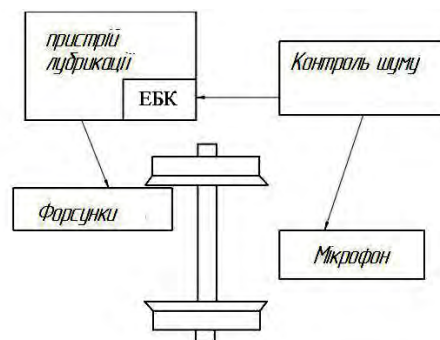 пристрій
лубрикації
ЕБК
Контроль шуму
Форсунки
Мікрофон